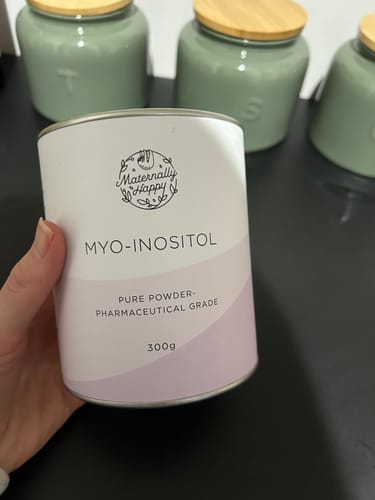 T
S
Maternally
Happy
MYO-INOSITOL
PURE POWDER-
PHARMACEUTICAL GRADE
300g